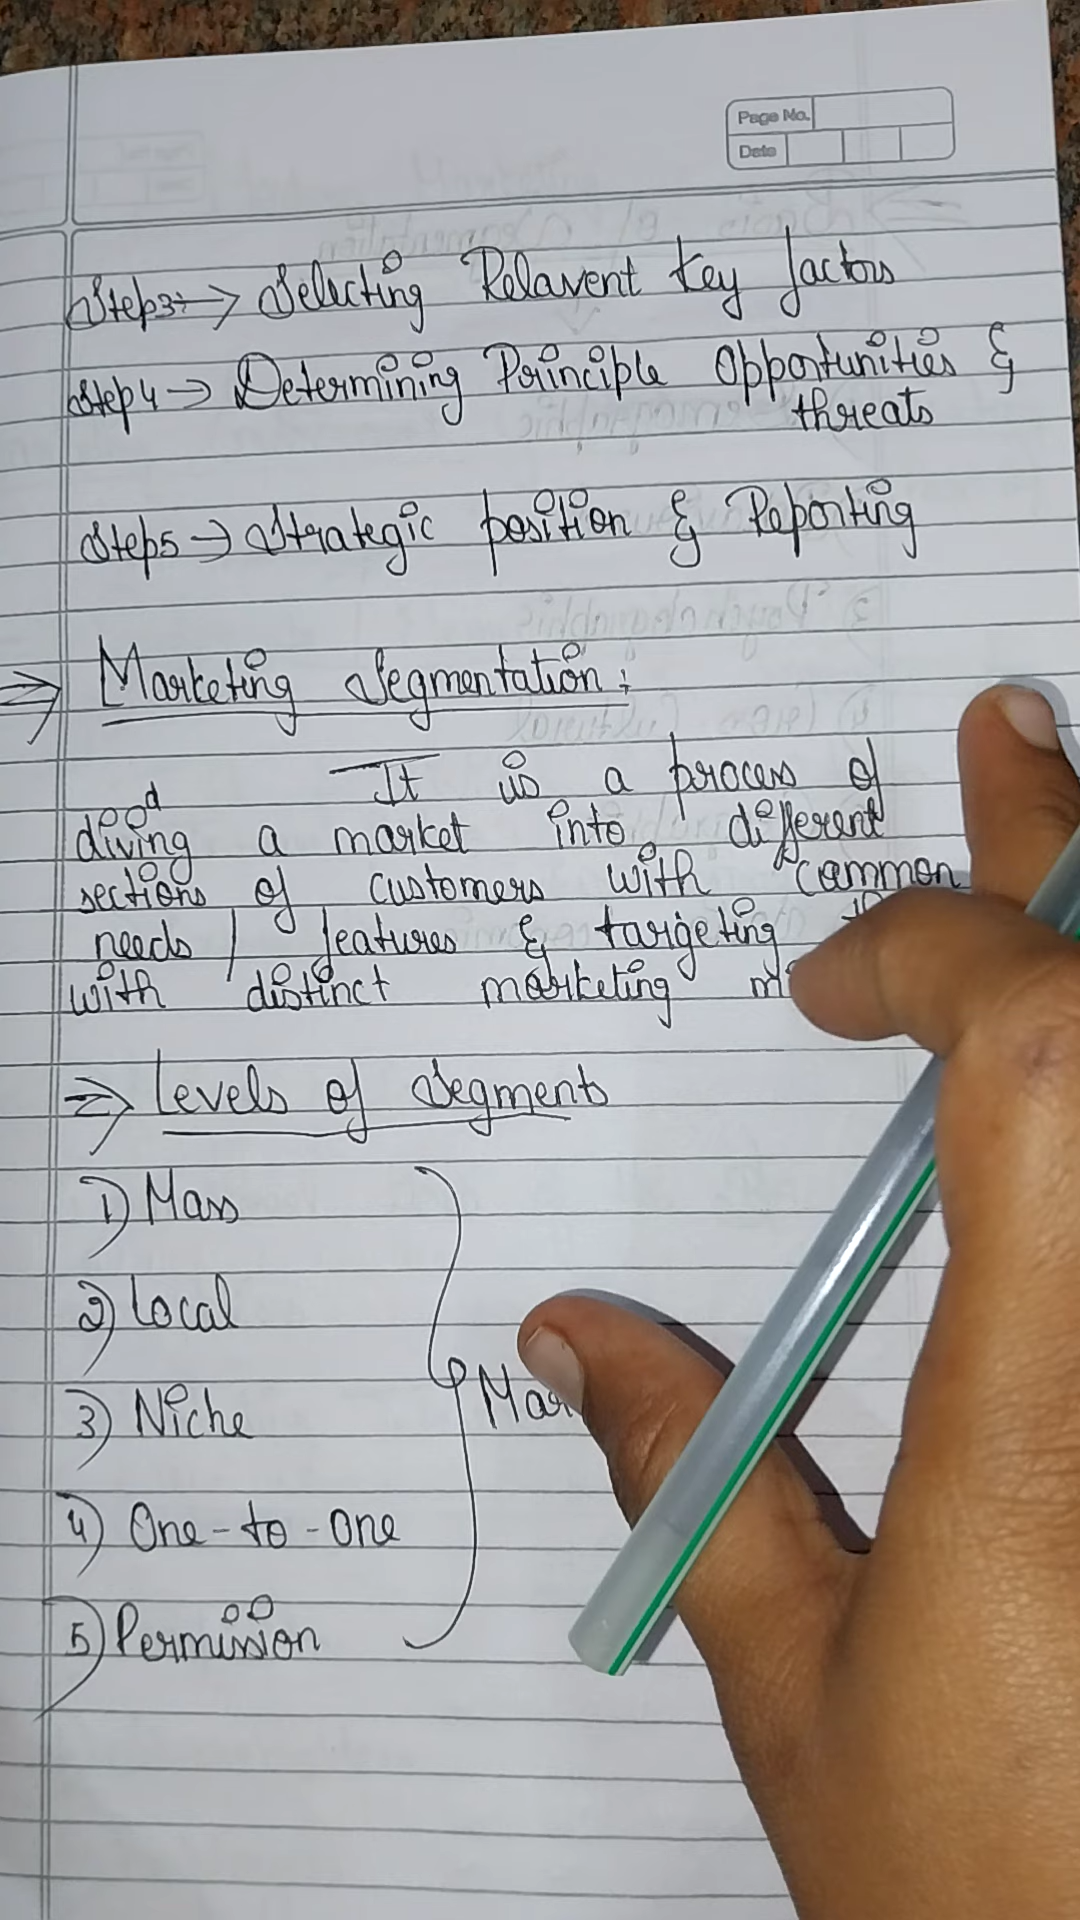 Page No.
Date
Step3:→ Selecting Relavent Key factors
Step4 → Determining Principle Opportunities &
threats
Step5 → Strategic position & Reporting
⇒ Marketing Segmentation:
It is a process of
diving a market into different
sections of customers with common
needs / features & targeting
with distinct marketing
⇒ Levels of Segments
1) Mass
2) Local
3) Niche
4) One-to-one
5) Permission